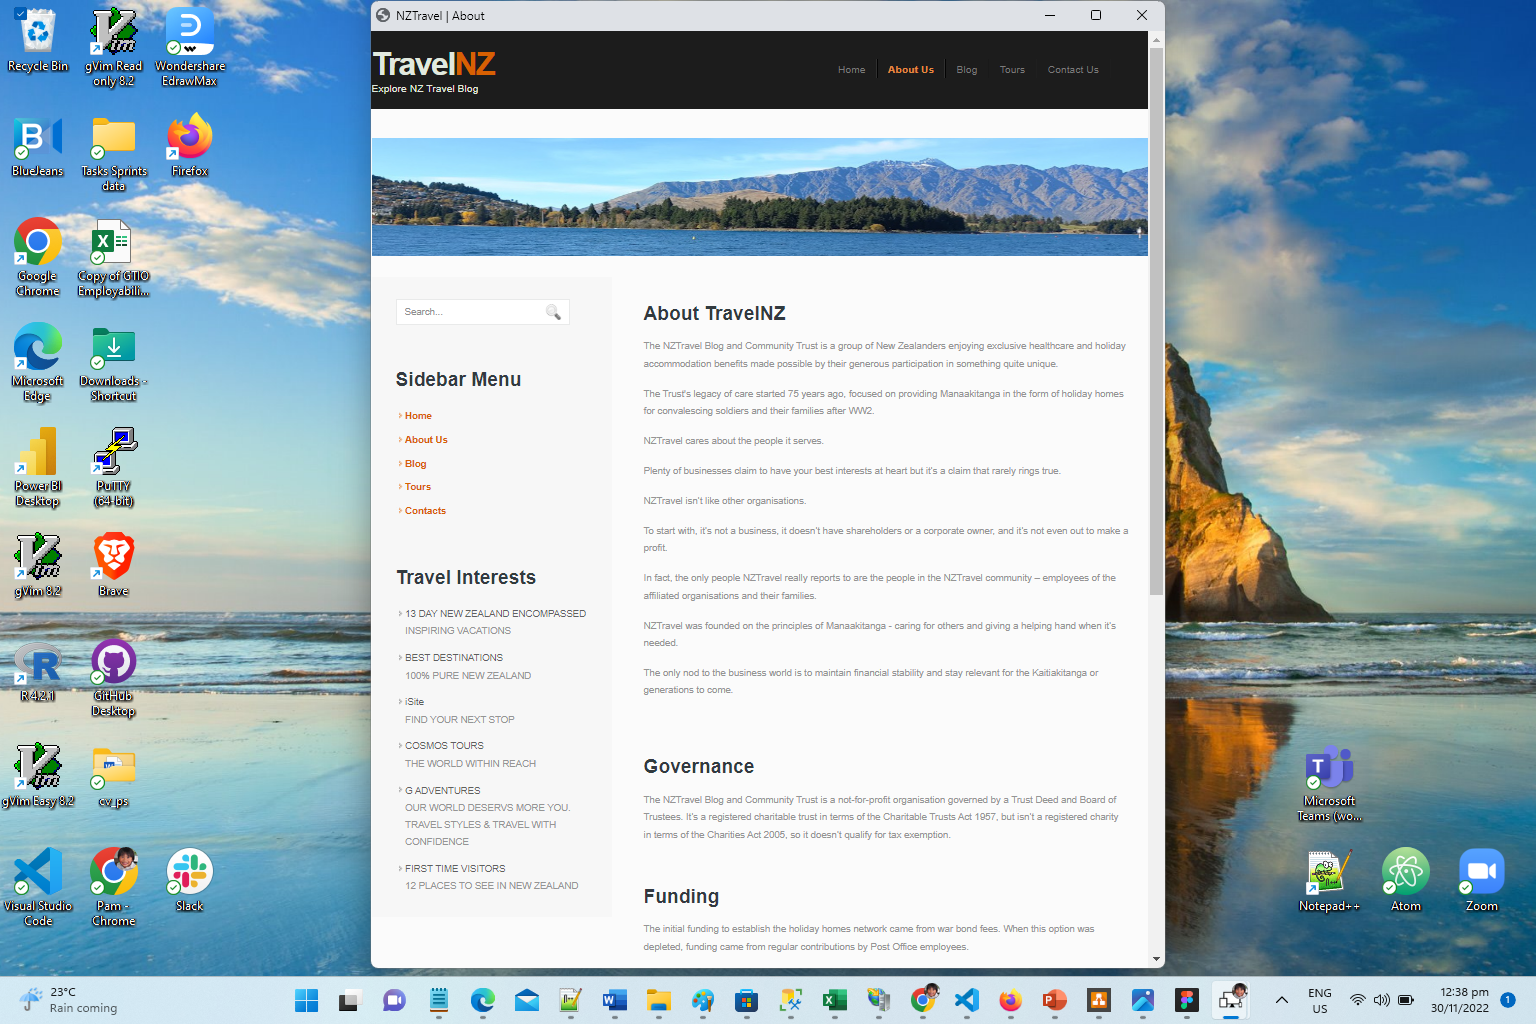 Recycle Bin
gVim Read
only 8.2
Wondershare
EdrawMax
BlueJeans
Tasks Sprints
data
Firefox
Google
Chrome
Copy of GTIO
Employabili...
Microsoft
Edge
Downloads -
Shortcut
Power BI
Desktop
PuTTY
(64-bit)
gVim 8.2
Brave
R 4.2.1
GitHub
Desktop
gVim Easy 8.2
cv_ps
Visual Studio
Code
Pam -
Chrome
Slack
NZTravel | About
TravelNZ
Explore NZ Travel Blog
Home
About Us
Blog
Tours
Contact Us
Search...
Sidebar Menu
Home
About Us
Blog
Tours
Contacts
Travel Interests
13 DAY NEW ZEALAND ENCOMPASSED
INSPIRING VACATIONS
BEST DESTINATIONS
100% PURE NEW ZEALAND
iSite
FIND YOUR NEXT STOP
COSMOS TOURS
THE WORLD WITHIN REACH
G ADVENTURES
OUR WORLD DESERVS MORE YOU.
TRAVEL STYLES & TRAVEL WITH
CONFIDENCE
FIRST TIME VISITORS
12 PLACES TO SEE IN NEW ZEALAND
About TravelNZ
The NZTravel Blog and Community Trust is a group of New Zealanders enjoying exclusive healthcare and holiday
accommodation benefits made possible by their generous participation in something quite unique.
The Trust's legacy of care started 75 years ago, focused on providing Manaakitanga in the form of holiday homes
for convalescing soldiers and their families after WW2.
NZTravel cares about the people it serves.
Plenty of businesses claim to have your best interests at heart but it's a claim that rarely rings true.
NZTravel isn't like other organisations.
To start with, it's not a business, it doesn't have shareholders or a corporate owner, and it's not even out to make a
profit.
In fact, the only people NZTravel really reports to are the people in the NZTravel community – employees of the
affiliated organisations and their families.
NZTravel was founded on the principles of Manaakitanga - caring for others and giving a helping hand when it's
needed.
The only nod to the business world is to maintain financial stability and stay relevant for the Kaitiakitanga or
generations to come.
Governance
The NZTravel Blog and Community Trust is a not-for-profit organisation governed by a Trust Deed and Board of
Trustees. It's a registered charitable trust in terms of the Charitable Trusts Act 1957, but isn't a registered charity
in terms of the Charities Act 2005, so it doesn't qualify for tax exemption.
Funding
The initial funding to establish the holiday homes network came from war bond fees. When this option was
depleted, funding came from regular contributions by Post Office employees.
Microsoft
Teams (wo...
Notepad++
Atom
Zoom
23°C
Rain coming
ENG
US
12:38 pm
30/11/2022
1